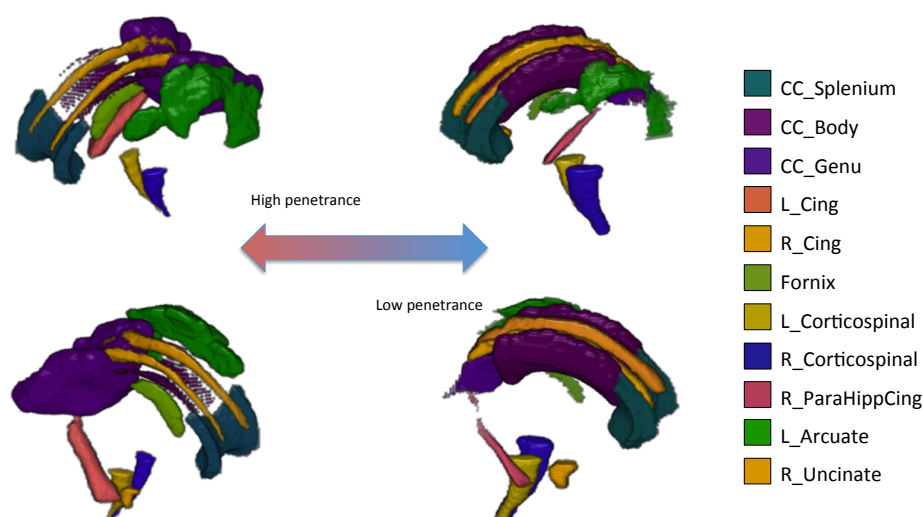 High penetrance
Low penetrance
CC_Splenium
CC_Body
CC_Genu
L_Cing
R_Cing
Fornix
L_Corticospinal
R_Corticospinal
R_ParaHippCing
L_Arcuate
R_Uncinate